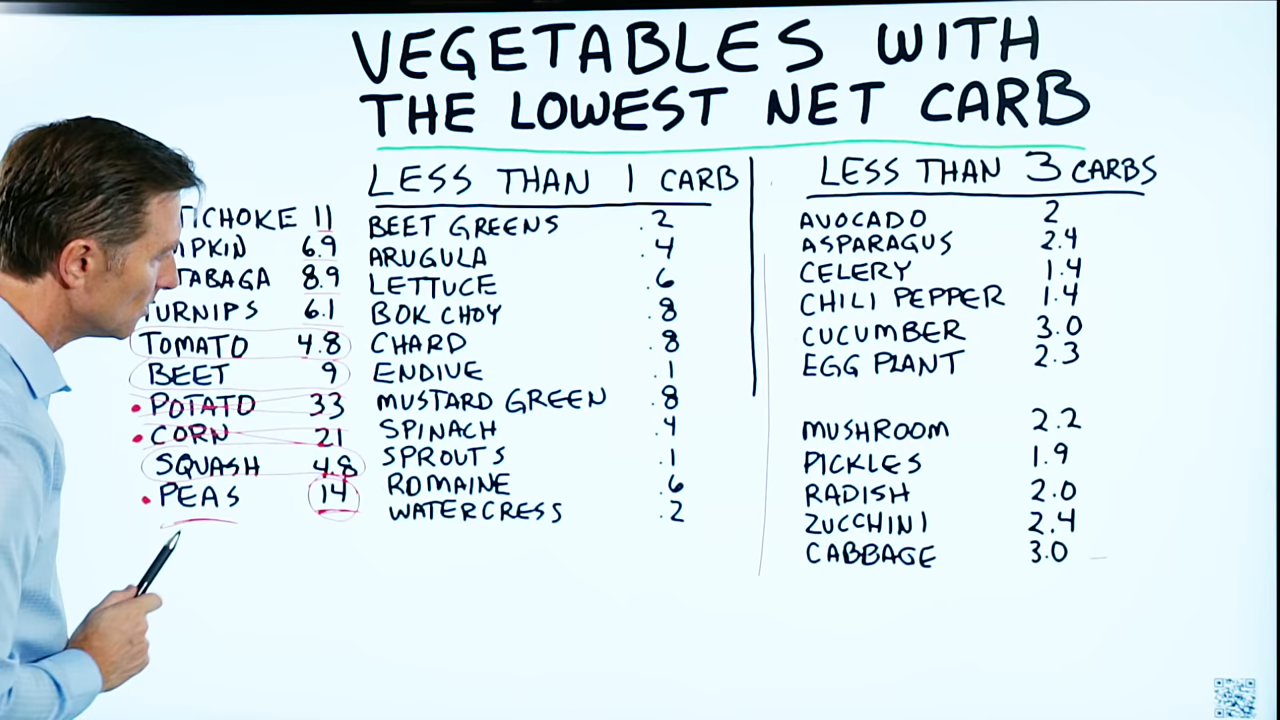 VEGETABLES WITH
THE LOWEST NET CARB
TICHOKE 11
PKIN 6.9
TABAGA 8.9
TURNIPS 6.1
TOMATO 4.8
BEET 9
POTATO 33
CORN 21
SQUASH 4.8
PEAS 14
LESS THAN 1 CARB
BEET GREENS .2
ARUGULA .4
LETTUCE .6
BOK CHOY .8
CHARD .8
ENDIVE .1
MUSTARD GREEN .8
SPINACH .4
SPROUTS .1
ROMAINE .6
WATERCRESS .2
LESS THAN 3 CARBS
AVOCADO 2
ASPARAGUS 2.4
CELERY 1.4
CHILI PEPPER 1.4
CUCUMBER 3.0
EGG PLANT 2.3
MUSHROOM 2.2
PICKLES 1.9
RADISH 2.0
ZUCCHINI 2.4
CABBAGE 3.0